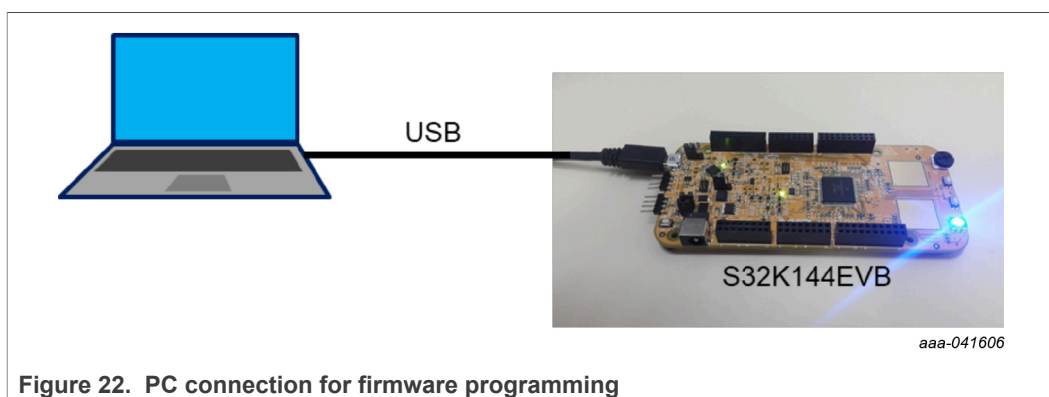 USB
S32K144EVB
aaa-041606
Figure 22. PC connection for firmware programming